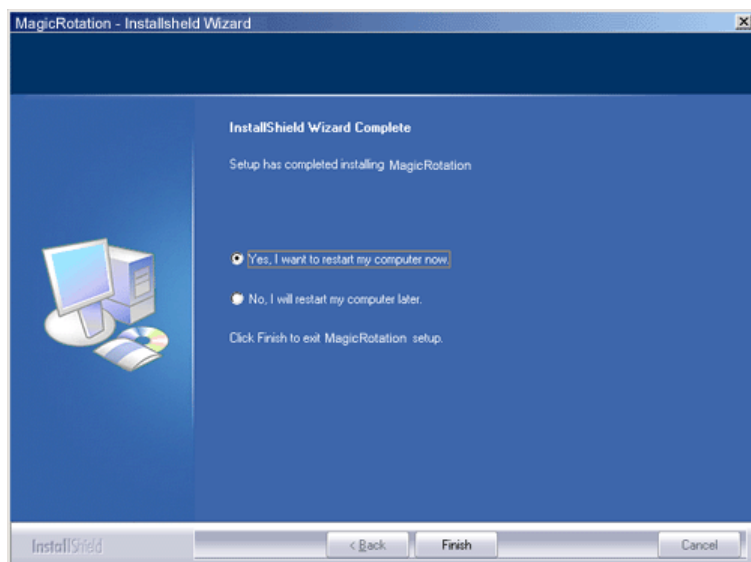 MagicRotation - Installsheld Wizard
InstallShield Wizard Complete
Setup has completed installing MagicRotation
Yes, I want to restart my computer now.
No, I will restart my computer later.
Click Finish to exit MagicRotation setup.
InstallShield
< Back
Finish
Cancel